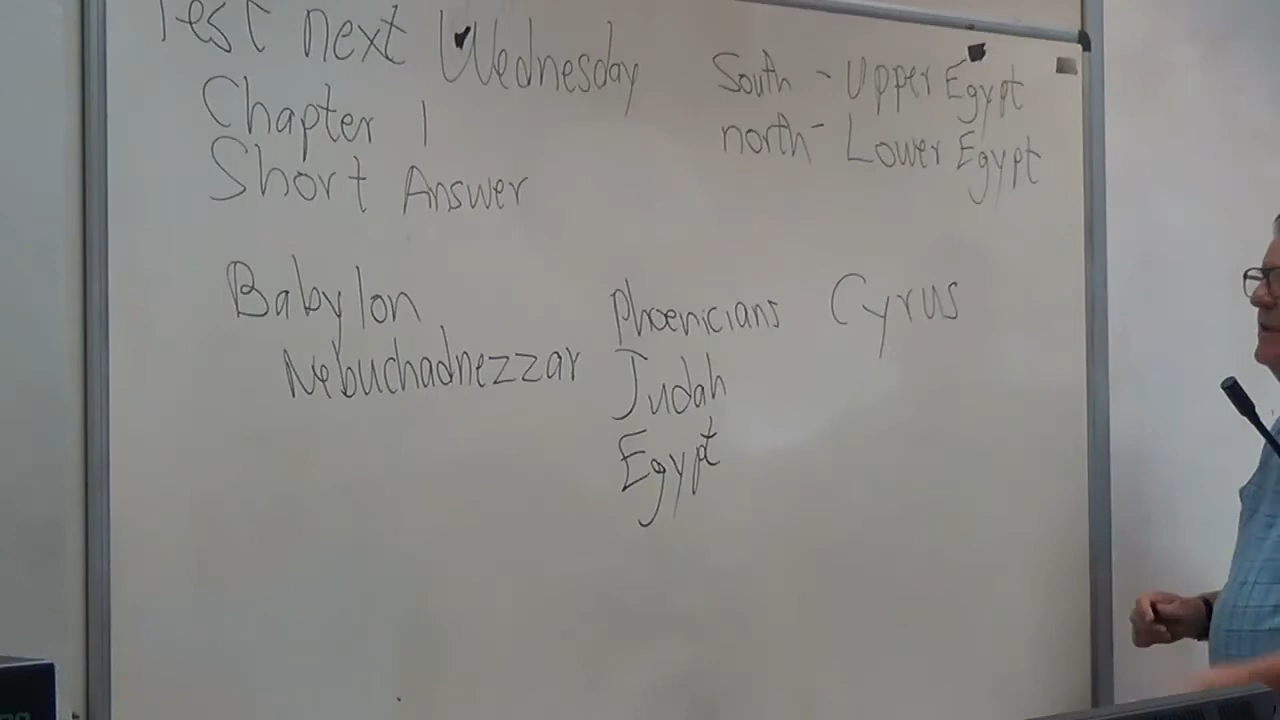 Test next Wednesday
Chapter 1
Short Answer
South - Upper Egypt
north - Lower Egypt
Babylon
Nebuchadnezzar
Phoenicians
Judah
Egypt
Cyrus